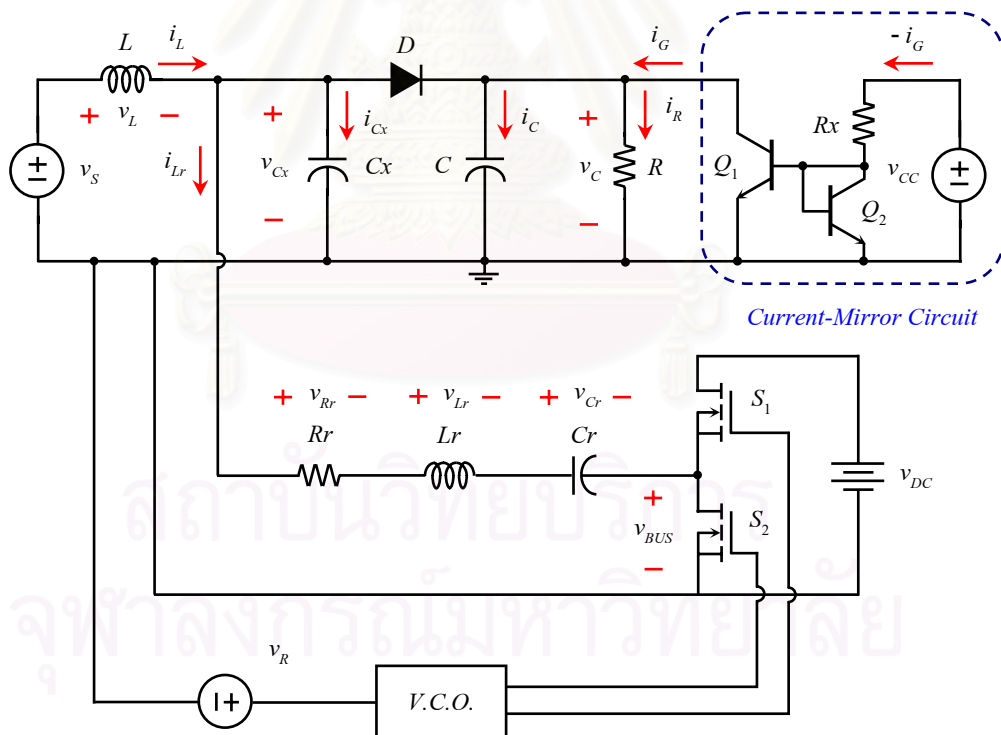 L i_L D i_G - i_G
+ v_L - + i_Cx i_C + i_R Rx
v_S i_Lr v_Cx Cx C v_C R Q_1 v_CC
- - Q_2
Current-Mirror Circuit
+ v_Rr - + v_Lr - + v_Cr -
Rr Lr Cr S_1
+ v_DC
v_BUS S_2
-
สถาบันวิทยบริการ
จุฬาลงกรณ์มหาวิทยาลัย
v_R
V.C.O.